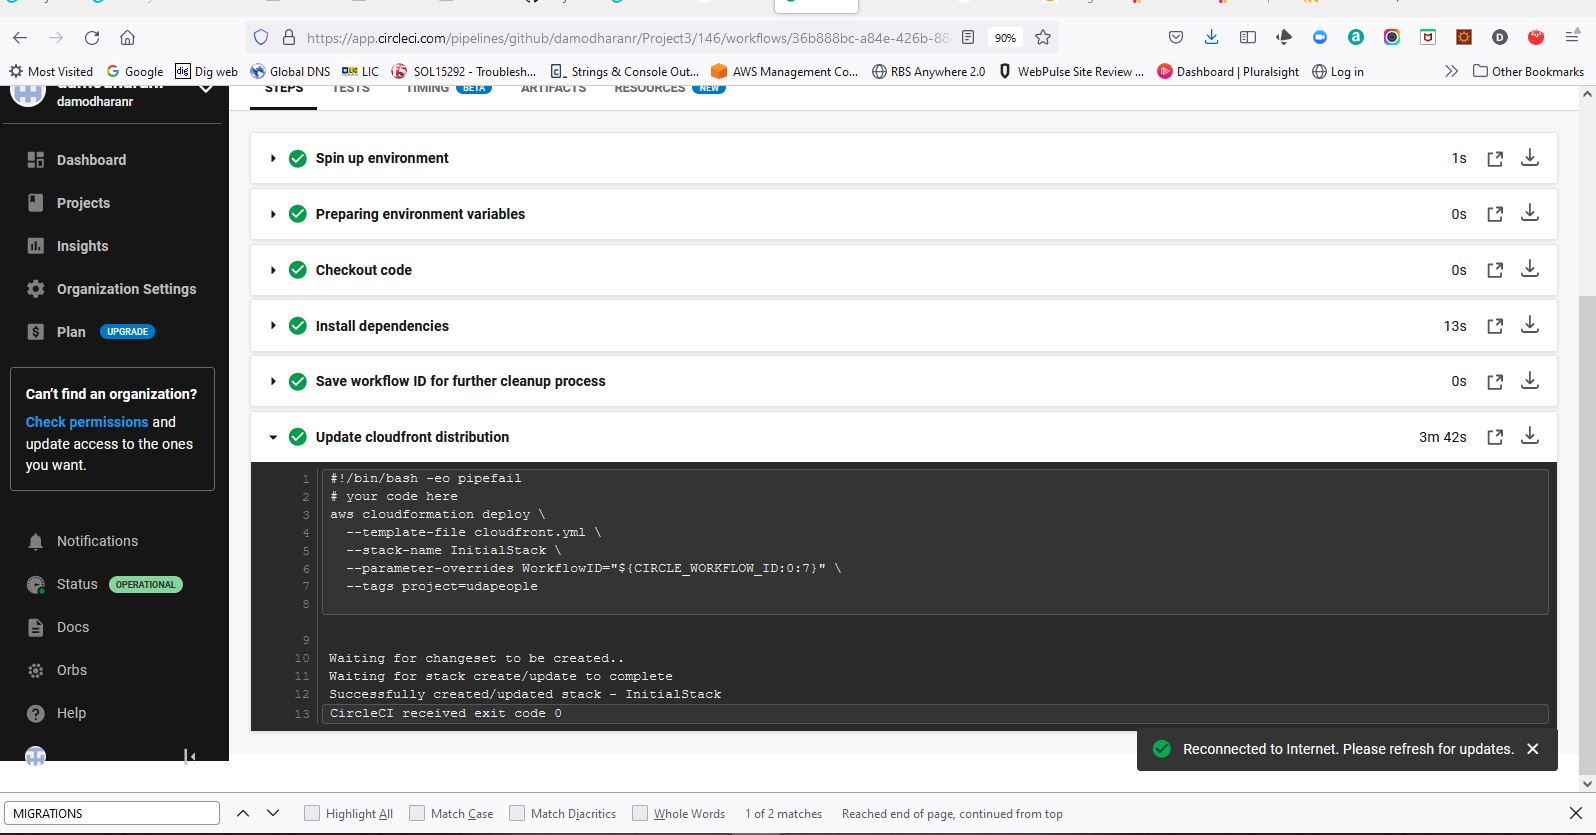 https://app.circleci.com/pipelines/github/damodharanr/Project3/146/workflows/36b888bc-a84e-426b-88
90%
Most Visited
Google
dig Dig web
Global DNS
LIC
SOL15292 - Troublesh...
Strings & Console Out...
AWS Management Co...
RBS Anywhere 2.0
WebPulse Site Review ...
Dashboard | Pluralsight
Log in
Other Bookmarks
damodharanr
damodharanr
STEPS
TESTS
TIMING BETA
ARTIFACTS
RESOURCES NEW
Dashboard
Projects
Insights
Organization Settings
Plan UPGRADE
Can't find an organization?
Check permissions and
update access to the ones
you want.
Notifications
Status OPERATIONAL
Docs
Orbs
Help
Spin up environment 1s
Preparing environment variables 0s
Checkout code 0s
Install dependencies 13s
Save workflow ID for further cleanup process 0s
Update cloudfront distribution 3m 42s
1 #!/bin/bash -eo pipefail
2 # your code here
3 aws cloudformation deploy \
4 --template-file cloudfront.yml \
5 --stack-name InitialStack \
6 --parameter-overrides WorkflowID="${CIRCLE_WORKFLOW_ID:0:7}" \
7 --tags project=udapeople
8
9
10 Waiting for changeset to be created..
11 Waiting for stack create/update to complete
12 Successfully created/updated stack - InitialStack
13 CircleCI received exit code 0
Reconnected to Internet. Please refresh for updates.
MIGRATIONS
Highlight All
Match Case
Match Diacritics
Whole Words
1 of 2 matches
Reached end of page, continued from top